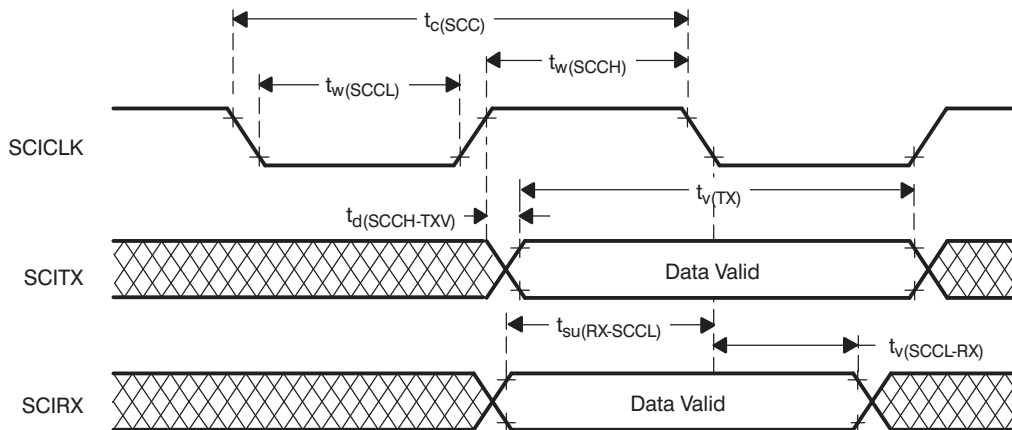 tc(SCC)
tw(SCCH)
tw(SCCL)
SCICLK
tv(TX)
td(SCCH-TXV)
SCITX
Data Valid
tsu(RX-SCCL)
tv(SCCL-RX)
SCIRX
Data Valid